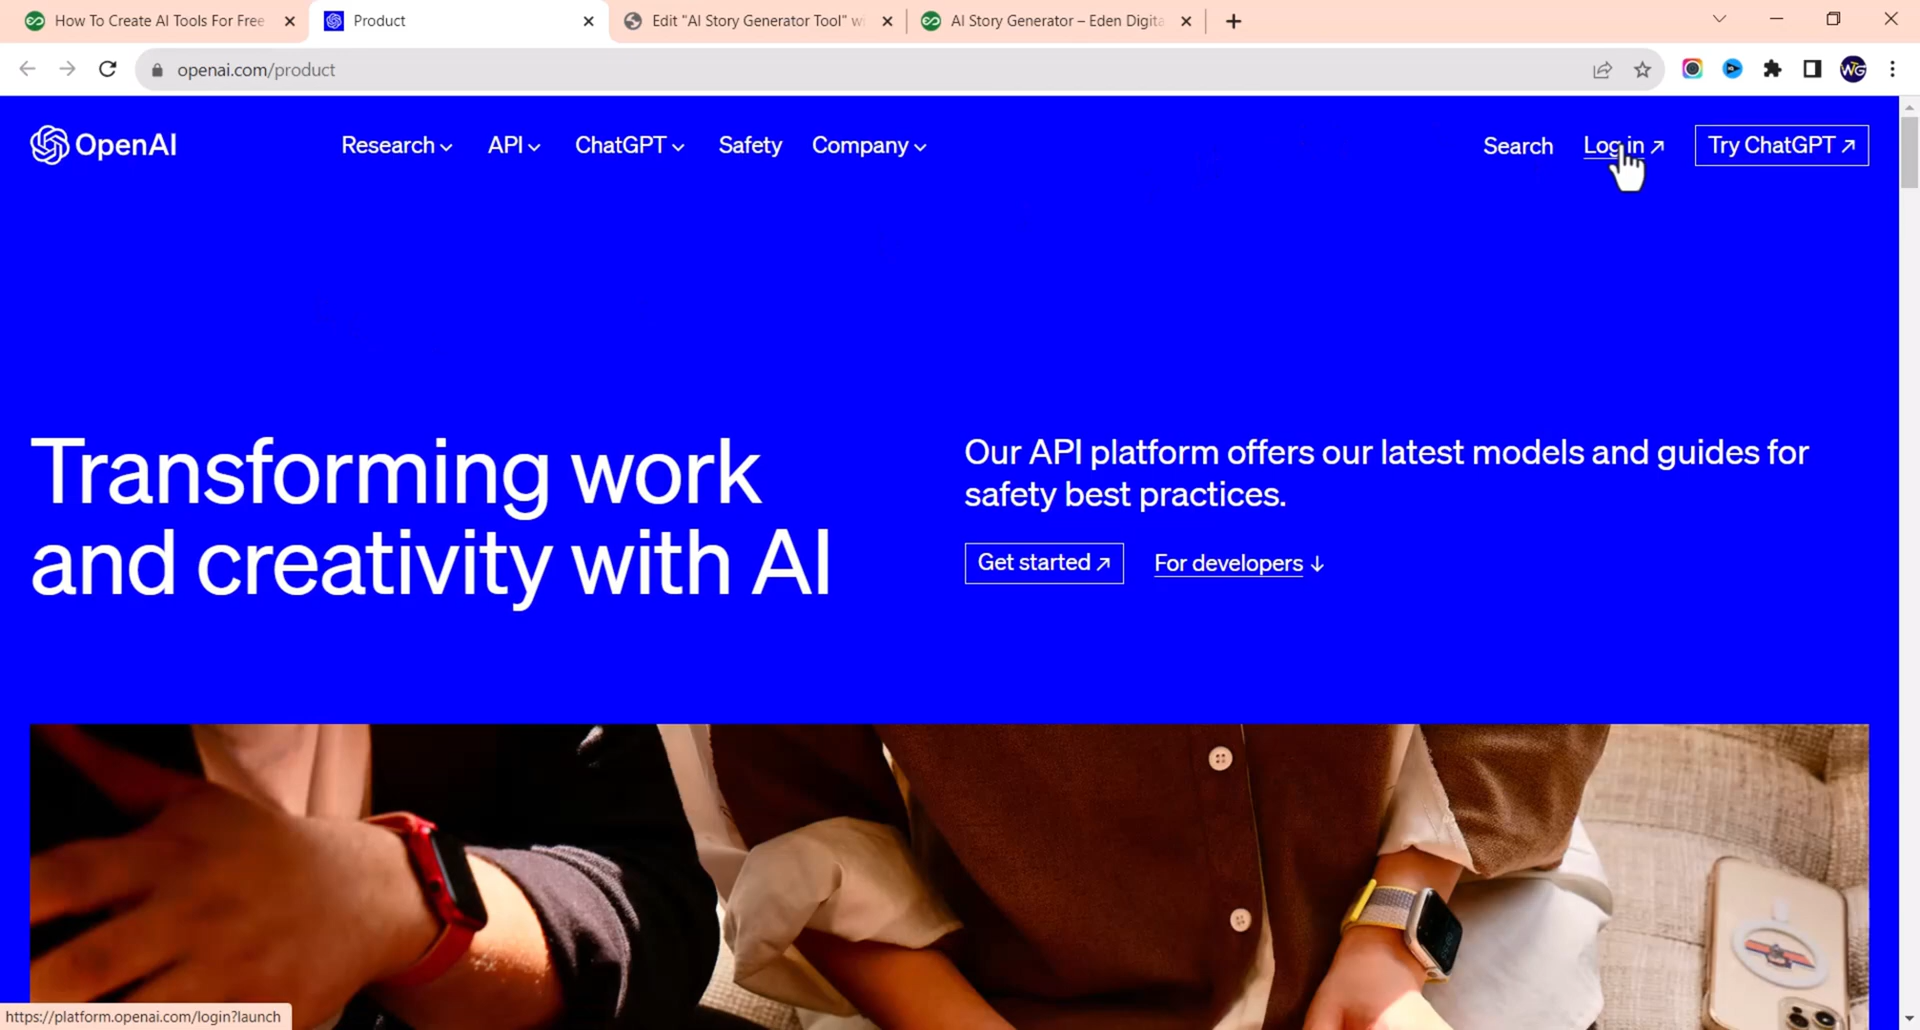 How To Create AI Tools For Free
Product
Edit "AI Story Generator Tool" wi
AI Story Generator – Eden Digita
openai.com/product
WG
OpenAI
Research
API
ChatGPT
Safety
Company
Search
Log in ↗
Try ChatGPT ↗
Transforming work
and creativity with AI
Our API platform offers our latest models and guides for
safety best practices.
Get started ↗
For developers ↓
https://platform.openai.com/login?launch